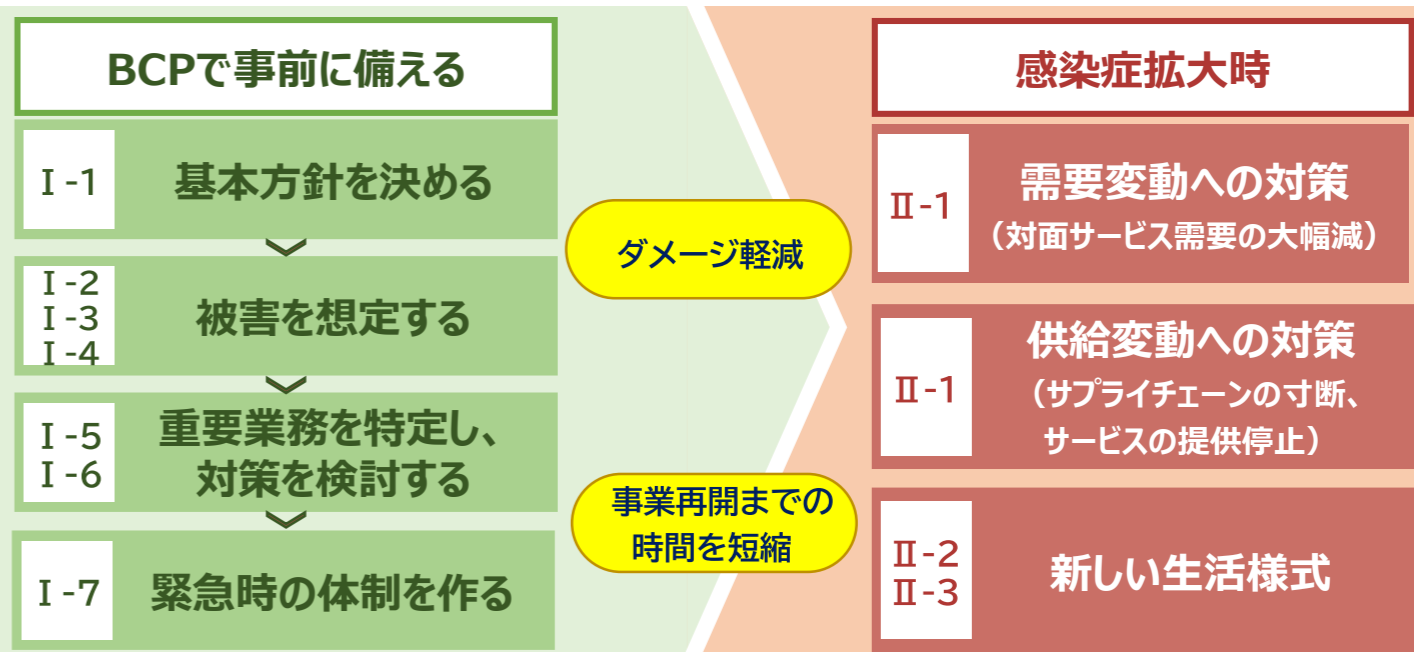 BCPで事前に備える
Ⅰ-1
基本方針を決める
Ⅰ-2
Ⅰ-3
Ⅰ-4
被害を想定する
Ⅰ-5
Ⅰ-6
重要業務を特定し、
対策を検討する
Ⅰ-7
緊急時の体制を作る
ダメージ軽減
事業再開までの
時間を短縮
感染症拡大時
Ⅱ-1
需要変動への対策
（対面サービス需要の大幅減）
Ⅱ-1
供給変動への対策
（サプライチェーンの寸断、
サービスの提供停止）
Ⅱ-2
Ⅱ-3
新しい生活様式